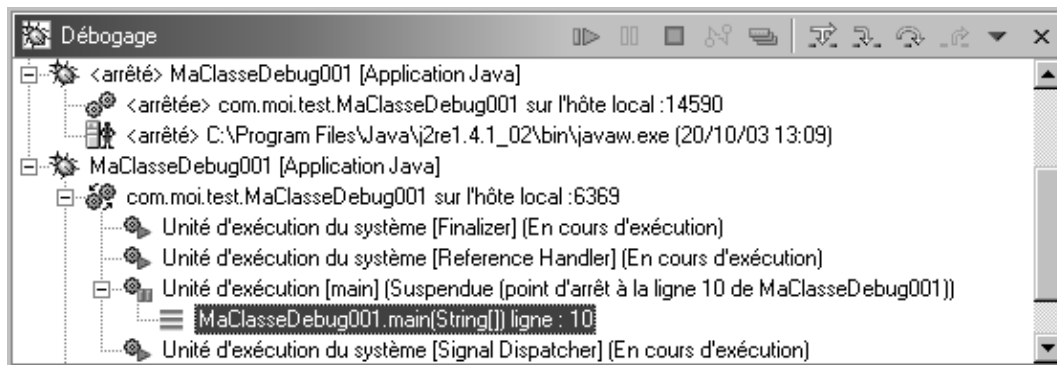 Débogage
<arrêté> MaClasseDebug001 [Application Java]
<arrêtée> com.moi.test.MaClasseDebug001 sur l'hôte local :14590
<arrêté> C:\Program Files\Java\j2re1.4.1_02\bin\javaw.exe (20/10/03 13:09)
MaClasseDebug001 [Application Java]
com.moi.test.MaClasseDebug001 sur l'hôte local :6369
Unité d'exécution du système [Finalizer] (En cours d'exécution)
Unité d'exécution du système [Reference Handler] (En cours d'exécution)
Unité d'exécution [main] (Suspendue (point d'arrêt à la ligne 10 de MaClasseDebug001))
MaClasseDebug001.main(String[]) ligne : 10
Unité d'exécution du système [Signal Dispatcher] (En cours d'exécution)